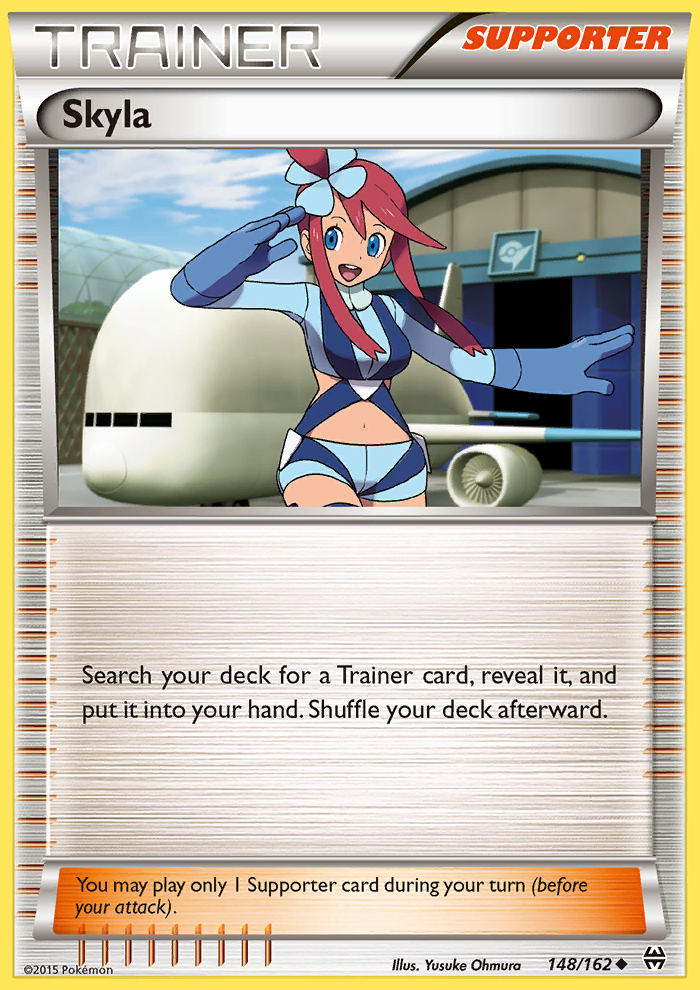 TRAINER
SUPPORTER
Skyla
Search your deck for a Trainer card, reveal it, and
put it into your hand. Shuffle your deck afterward.
You may play only 1 Supporter card during your turn (before
your attack).
©2015 Pokémon
Illus. Yusuke Ohmura
148/162